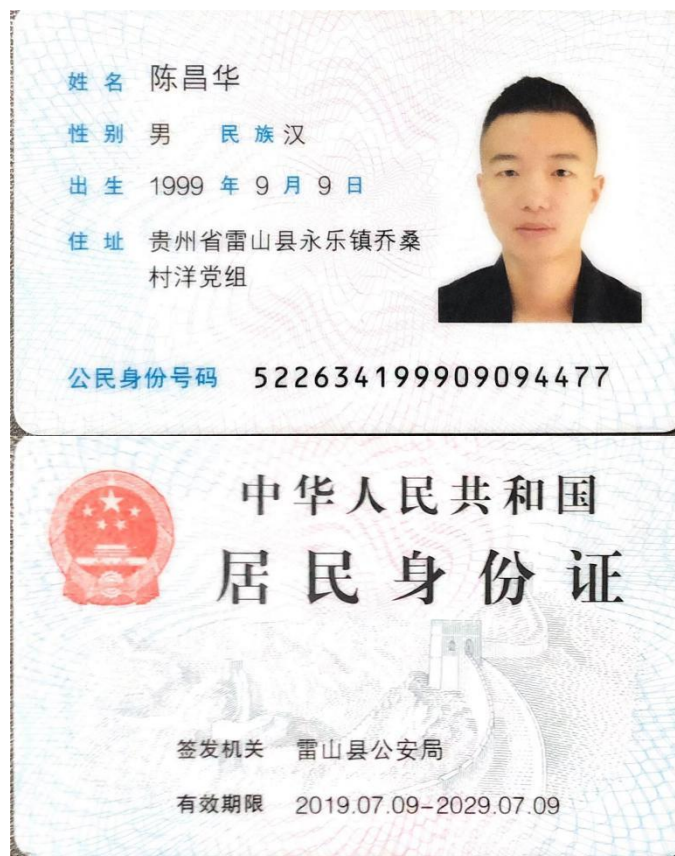 姓名 陈昌华
性别 男 民族 汉
出生 1999 年 9 月 9 日
住址 贵州省雷山县永乐镇乔桑
村洋党组
公民身份号码 522634199909094477
中华人民共和国
居民身份证
签发机关 雷山县公安局
有效期限 2019.07.09-2029.07.09